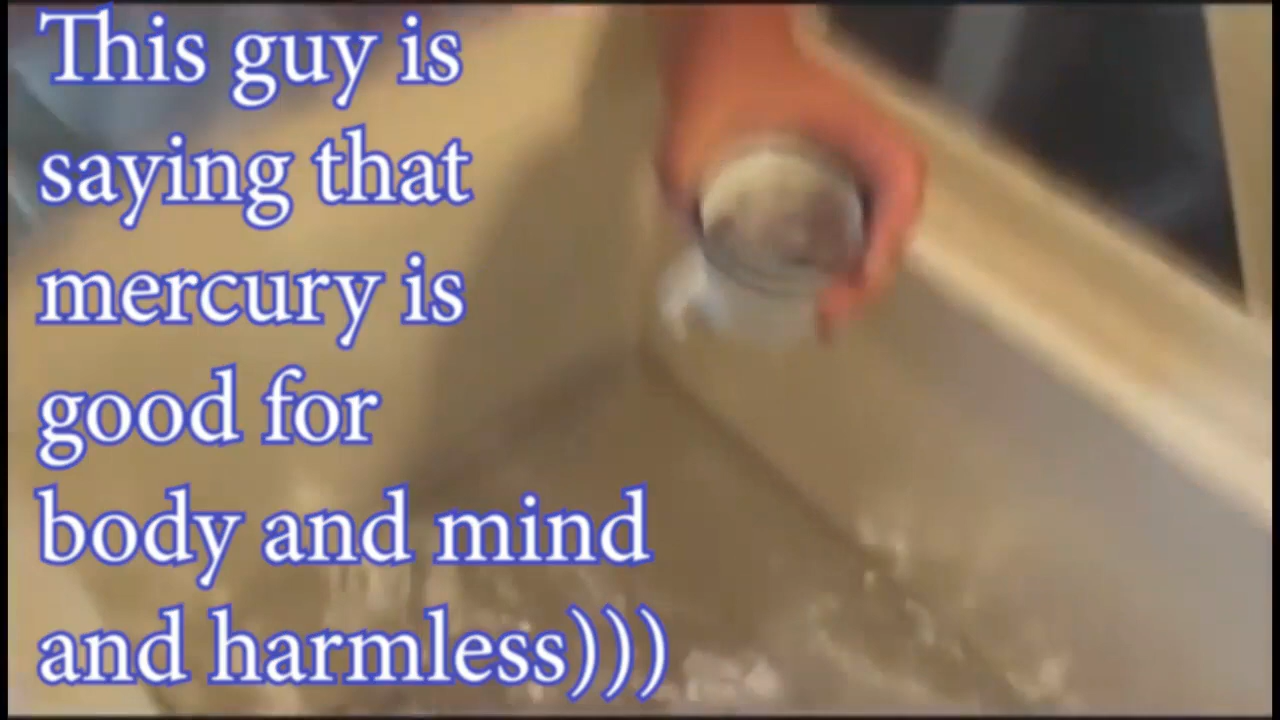 This guy is
saying that
mercury is
good for
body and mind
and harmless)))